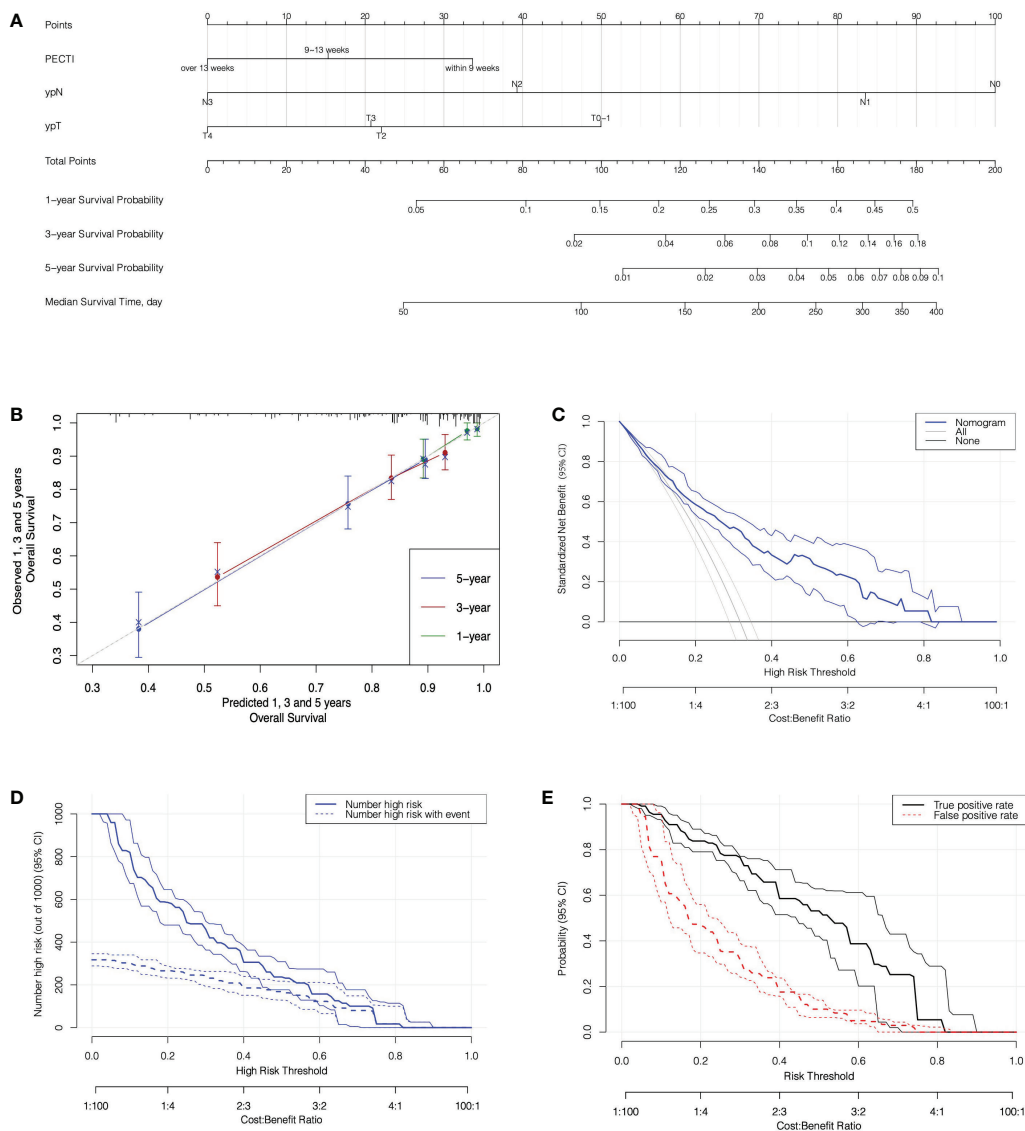 A
Points
0 10 20 30 40 50 60 70 80 90 100
PECTI
9-13 weeks
over 13 weeks within 9 weeks
ypN
N2 N0
N3 N1
ypT
T3 T0-1
T4 T2
Total Points
0 20 40 60 80 100 120 140 160 180 200
1-year Survival Probability
0.05 0.1 0.15 0.2 0.25 0.3 0.35 0.4 0.45 0.5
3-year Survival Probability
0.02 0.04 0.06 0.08 0.1 0.12 0.14 0.16 0.18
5-year Survival Probability
0.01 0.02 0.03 0.04 0.05 0.06 0.07 0.08 0.09 0.1
Median Survival Time, day
50 100 150 200 250 300 350 400
B
Observed 1, 3 and 5 years
Overall Survival
1.0
0.9
0.8
0.7
0.6
0.5
0.4
0.3
5-year
3-year
1-year
0.3 0.4 0.5 0.6 0.7 0.8 0.9 1.0
Predicted 1, 3 and 5 years
Overall Survival
C
Standardized Net Benefit (95% CI)
1.0
0.8
0.6
0.4
0.2
0.0
Nomogram
All
None
0.0 0.2 0.4 0.6 0.8 1.0
High Risk Threshold
1:100 1:4 2:3 3:2 4:1 100:1
Cost:Benefit Ratio
D
Number high risk (out of 1000) (95% CI)
1000
800
600
400
200
0
Number high risk
Number high risk with event
0.0 0.2 0.4 0.6 0.8 1.0
High Risk Threshold
1:100 1:4 2:3 3:2 4:1 100:1
Cost:Benefit Ratio
E
Probability (95% CI)
1.0
0.8
0.6
0.4
0.2
0.0
True positive rate
False positive rate
0.0 0.2 0.4 0.6 0.8 1.0
Risk Threshold
1:100 1:4 2:3 3:2 4:1 100:1
Cost:Benefit Ratio